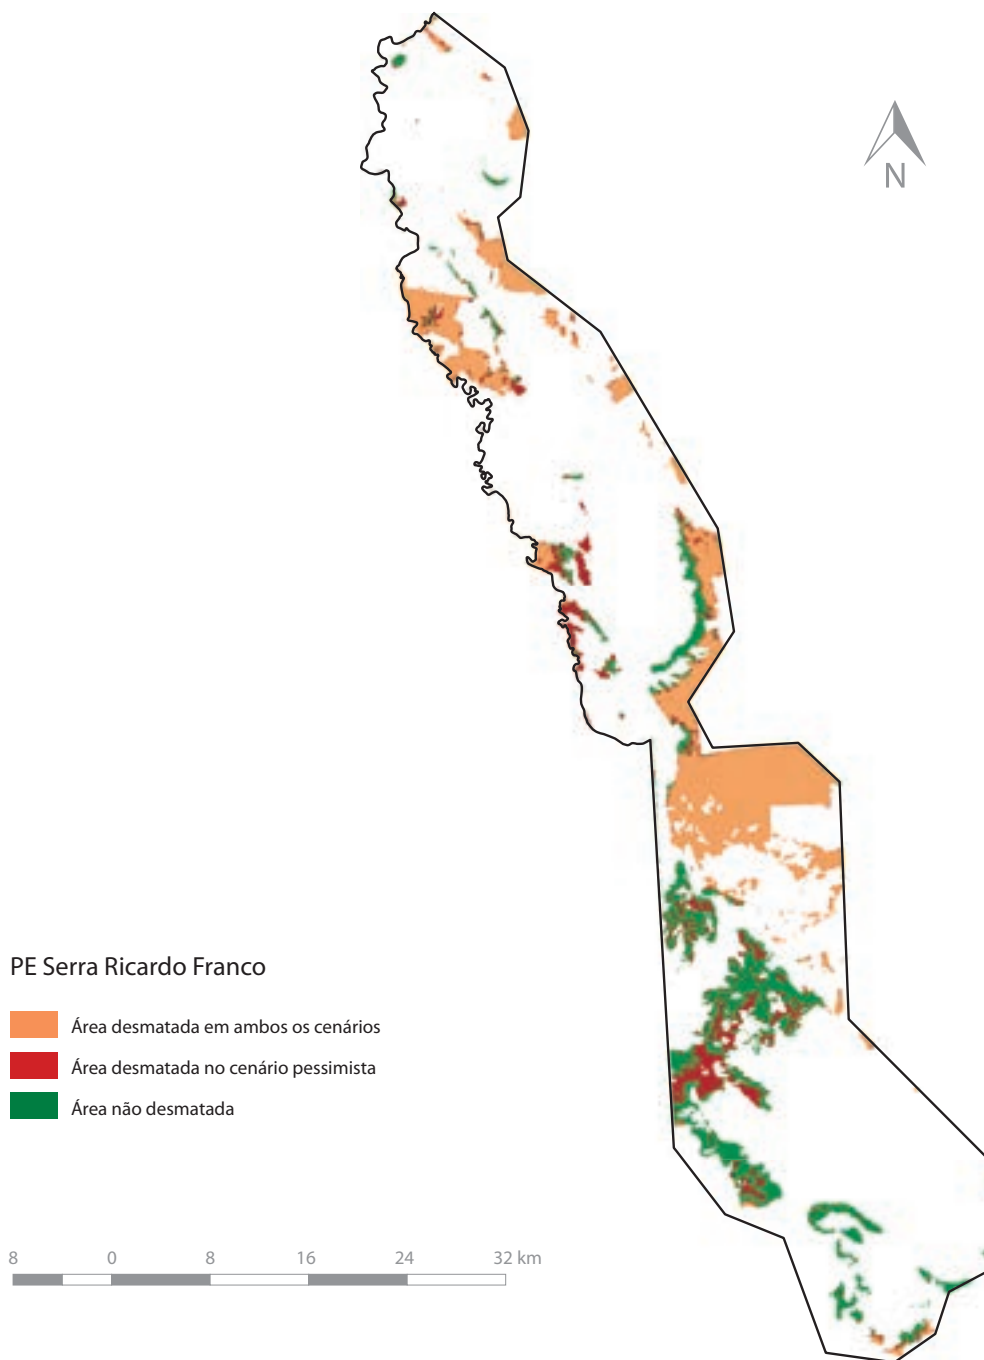 N
PE Serra Ricardo Franco
Área desmatada em ambos os cenários
Área desmatada no cenário pessimista
Área não desmatada
8 0 8 16 24 32 km